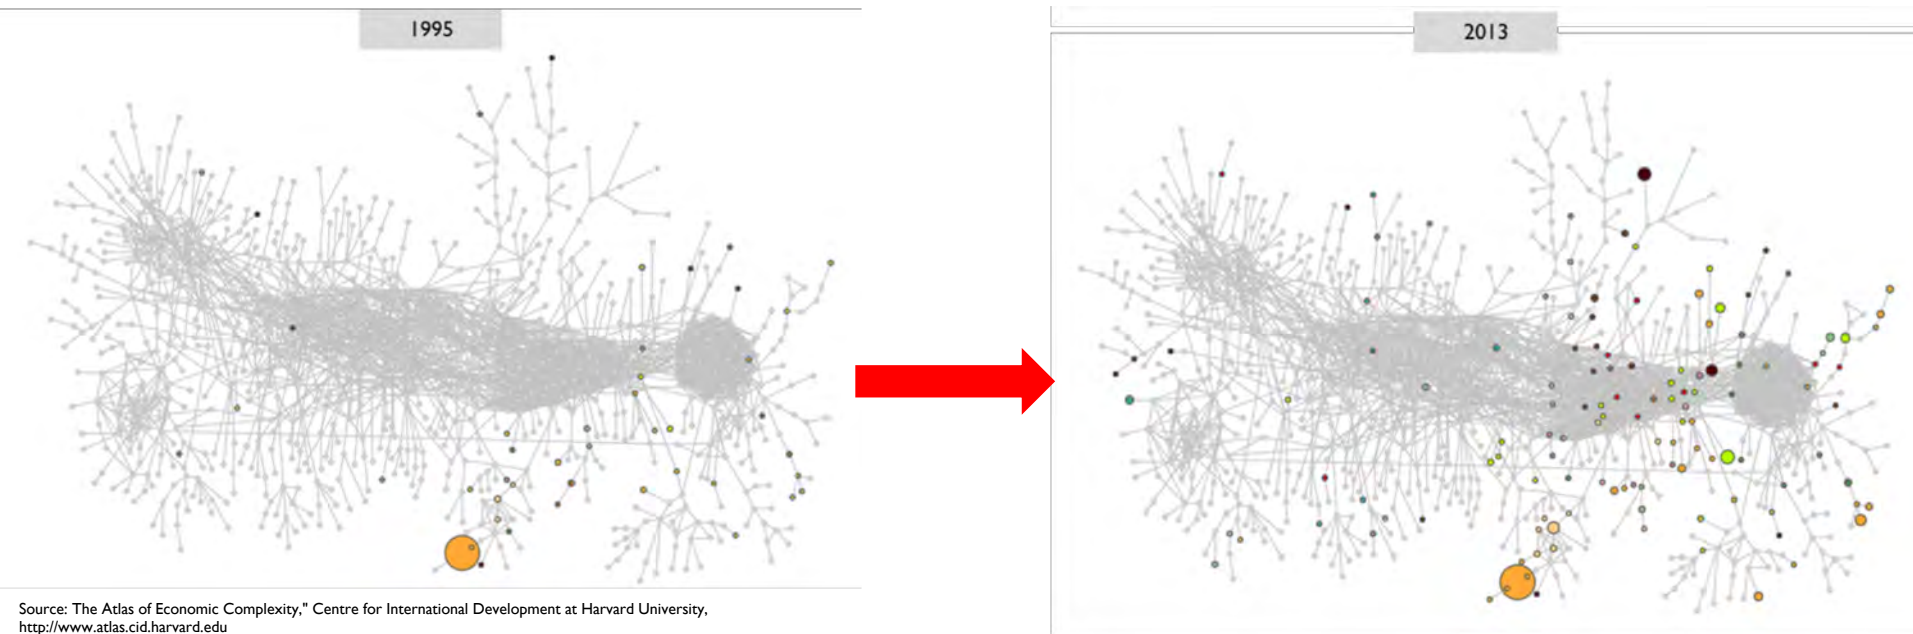 1995
2013
Source: The Atlas of Economic Complexity," Centre for International Development at Harvard University,
http://www.atlas.cid.harvard.edu